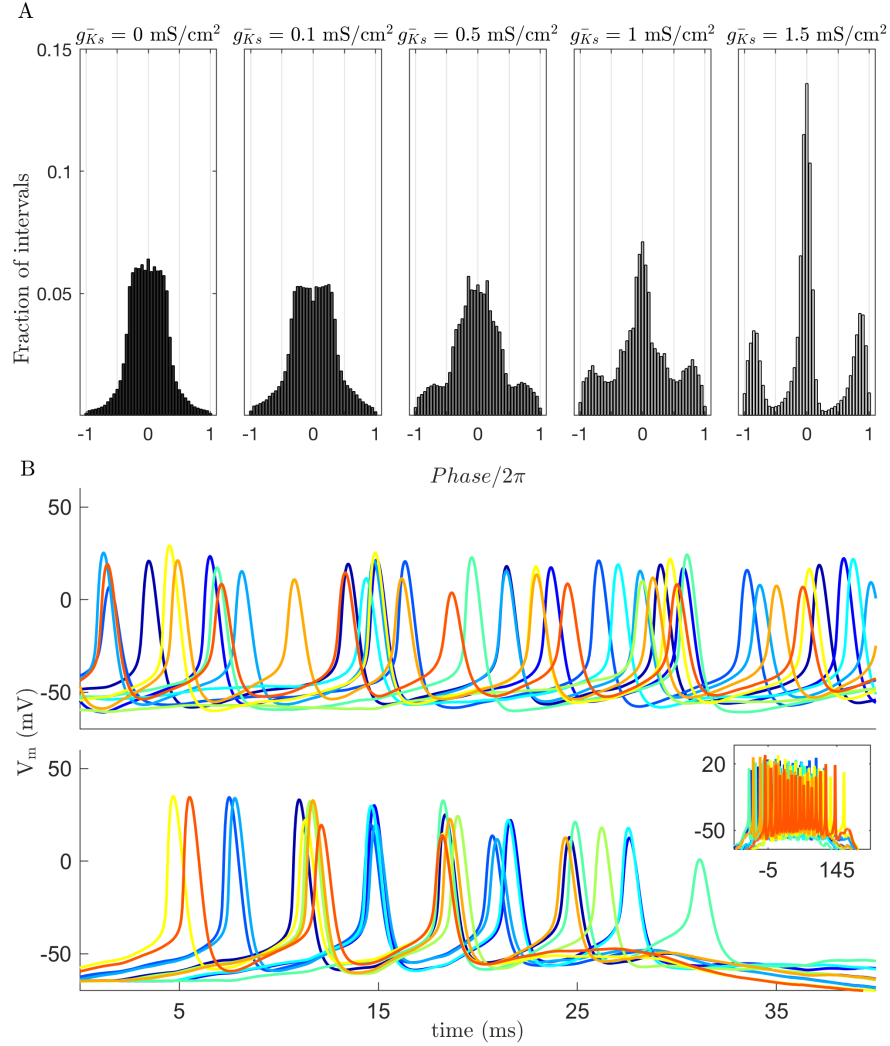 A
g̅Ks = 0 mS/cm² g̅Ks = 0.1 mS/cm² g̅Ks = 0.5 mS/cm² g̅Ks = 1 mS/cm² g̅Ks = 1.5 mS/cm²
0.15
0.1
0.05
Fraction of intervals
-1 0 1 -1 0 1 -1 0 1 -1 0 1 -1 0 1
Phase/2π
B
50
0
-50
Vm (mV)
50
0
-50
20
-50
-5 145
5 15 25 35
time (ms)